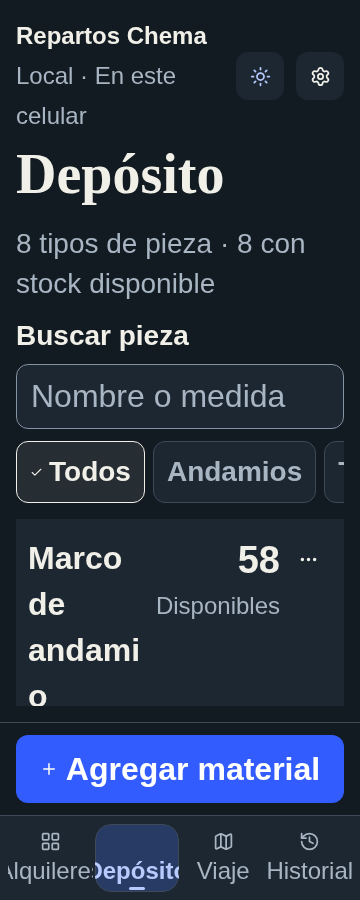 Repartos Chema
Local · En este
celular
Depósito
8 tipos de pieza · 8 con
stock disponible
Buscar pieza
Nombre o medida
Todos Andamios
Marco
de
andami
o
58
Disponibles
+ Agregar material
Alquileres Depósito Viaje Historial